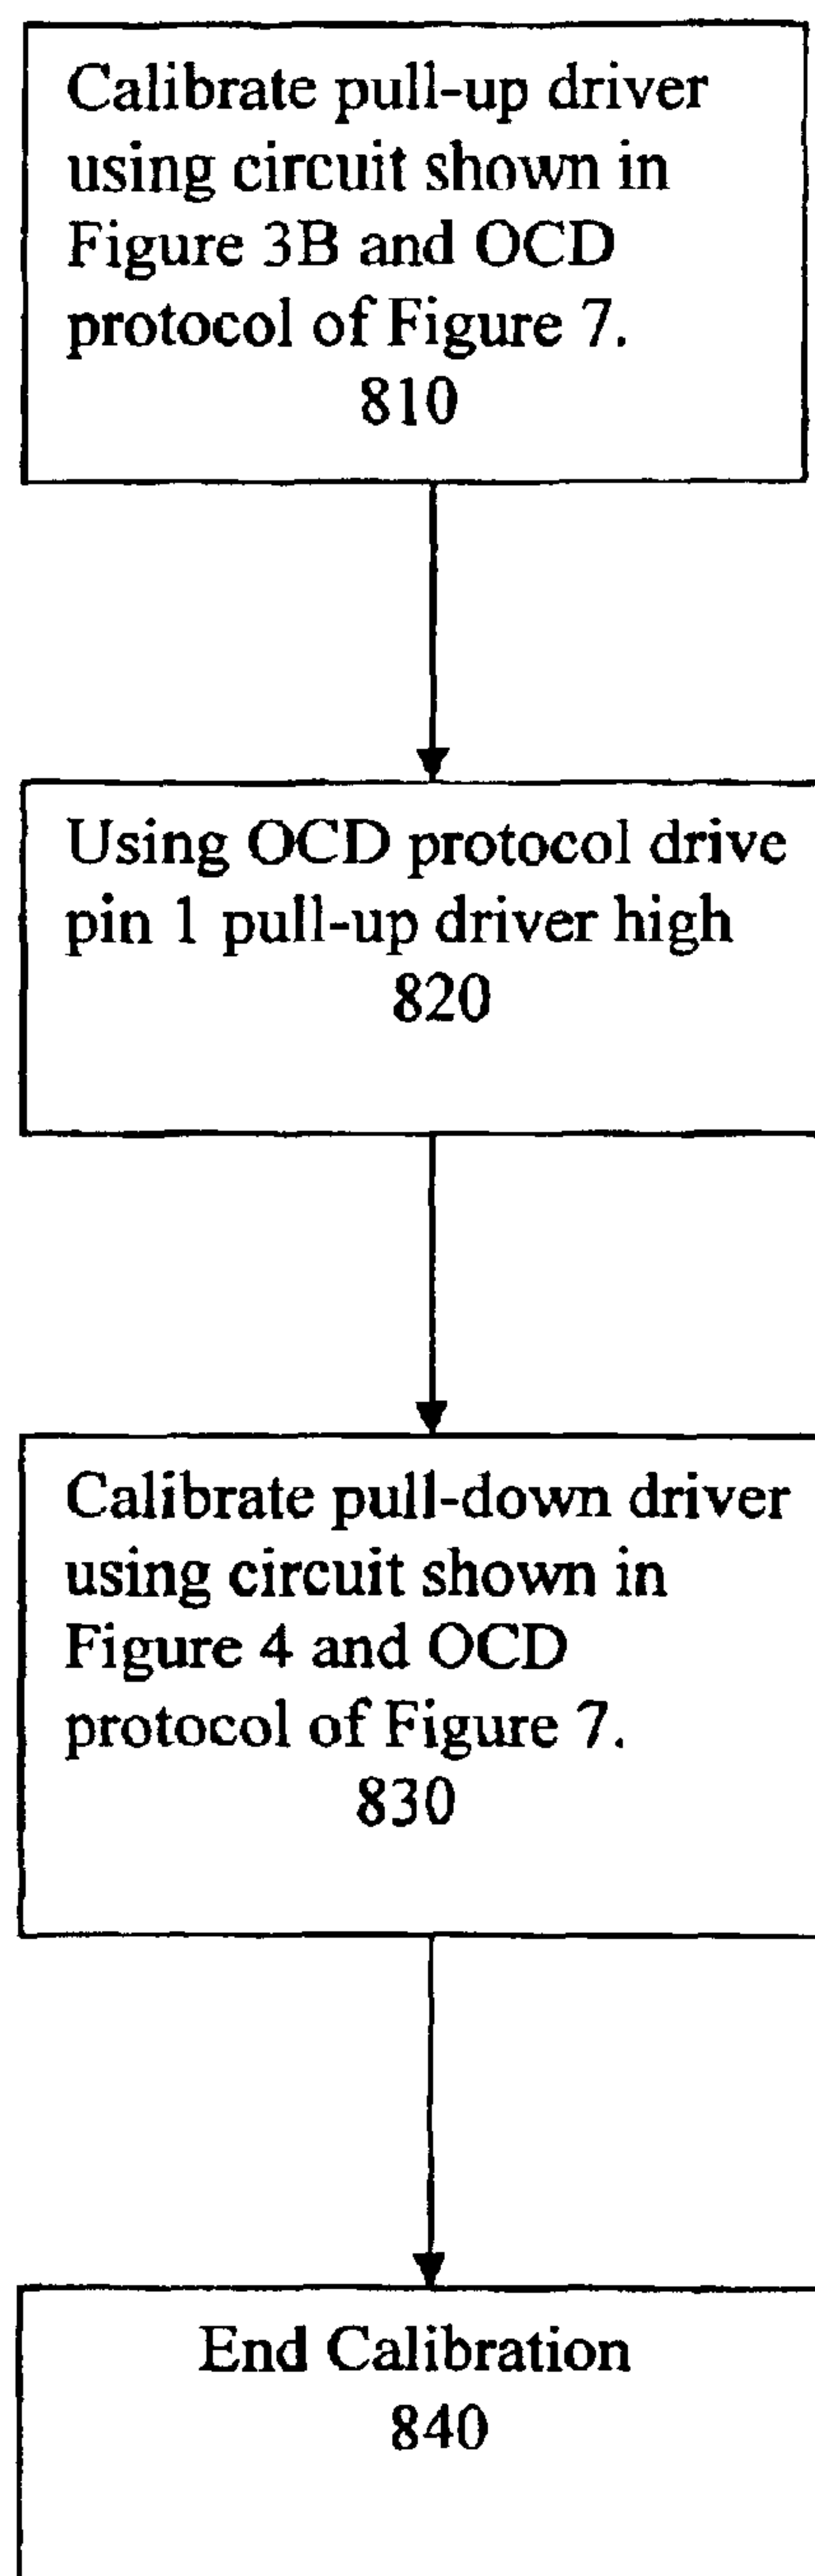 Calibrate pull-up driver
using circuit shown in
Figure 3B and OCD
protocol of Figure 7.
810
Using OCD protocol drive
pin 1 pull-up driver high
820
Calibrate pull-down driver
using circuit shown in
Figure 4 and OCD
protocol of Figure 7.
830
End Calibration
840